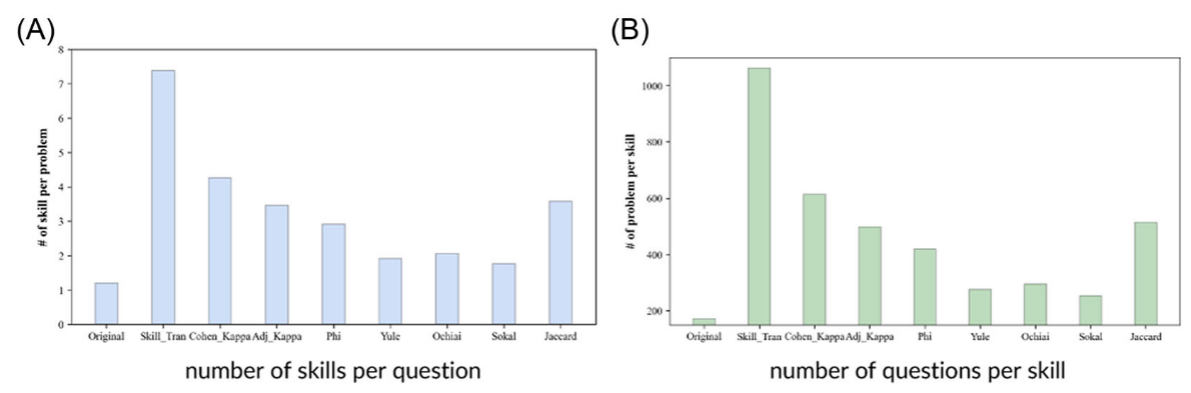 (A)
8
7
6
5
4
3
2
1
0
# of skill per problem
Original Skill_Tran Cohen_Kappa Adj_Kappa Phi Yule Ochiai Sokal Jaccard
number of skills per question
(B)
1000
800
600
400
200
# of problem per skill
Original Skill_Tran Cohen_Kappa Adj_Kappa Phi Yule Ochiai Sokal Jaccard
number of questions per skill